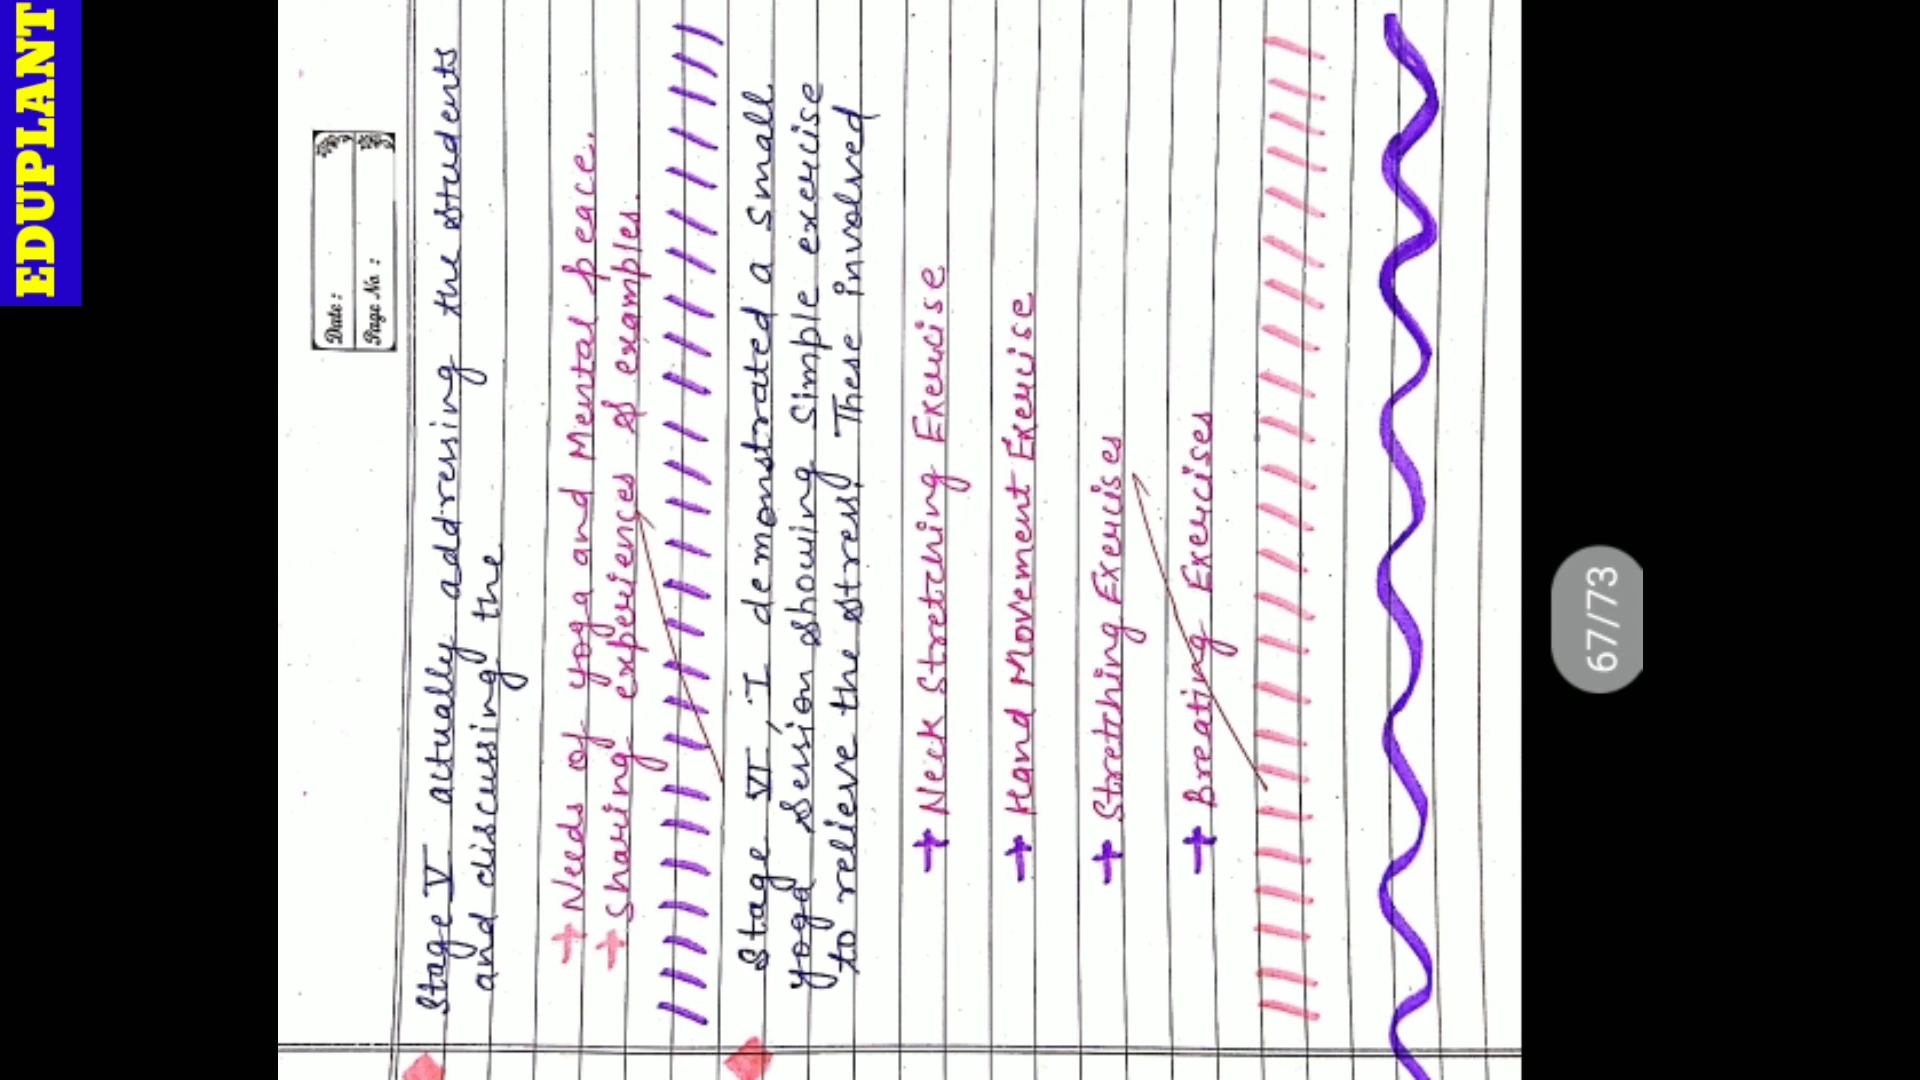 EDUPLANT
Date :
Page No. :
Stage V actually addressing the students
and discussing the
+ Needs of yoga and Mental peace.
+ Sharing experiences of examples.
Stage VI, I demonstrated a small
yoga Session showing Simple exercise
to relieve the stress. These involved
+ Neck Stretching Exercise
+ Hand Movement Exercise
+ Stretching Exercises
+ Breating Exercises
67/73